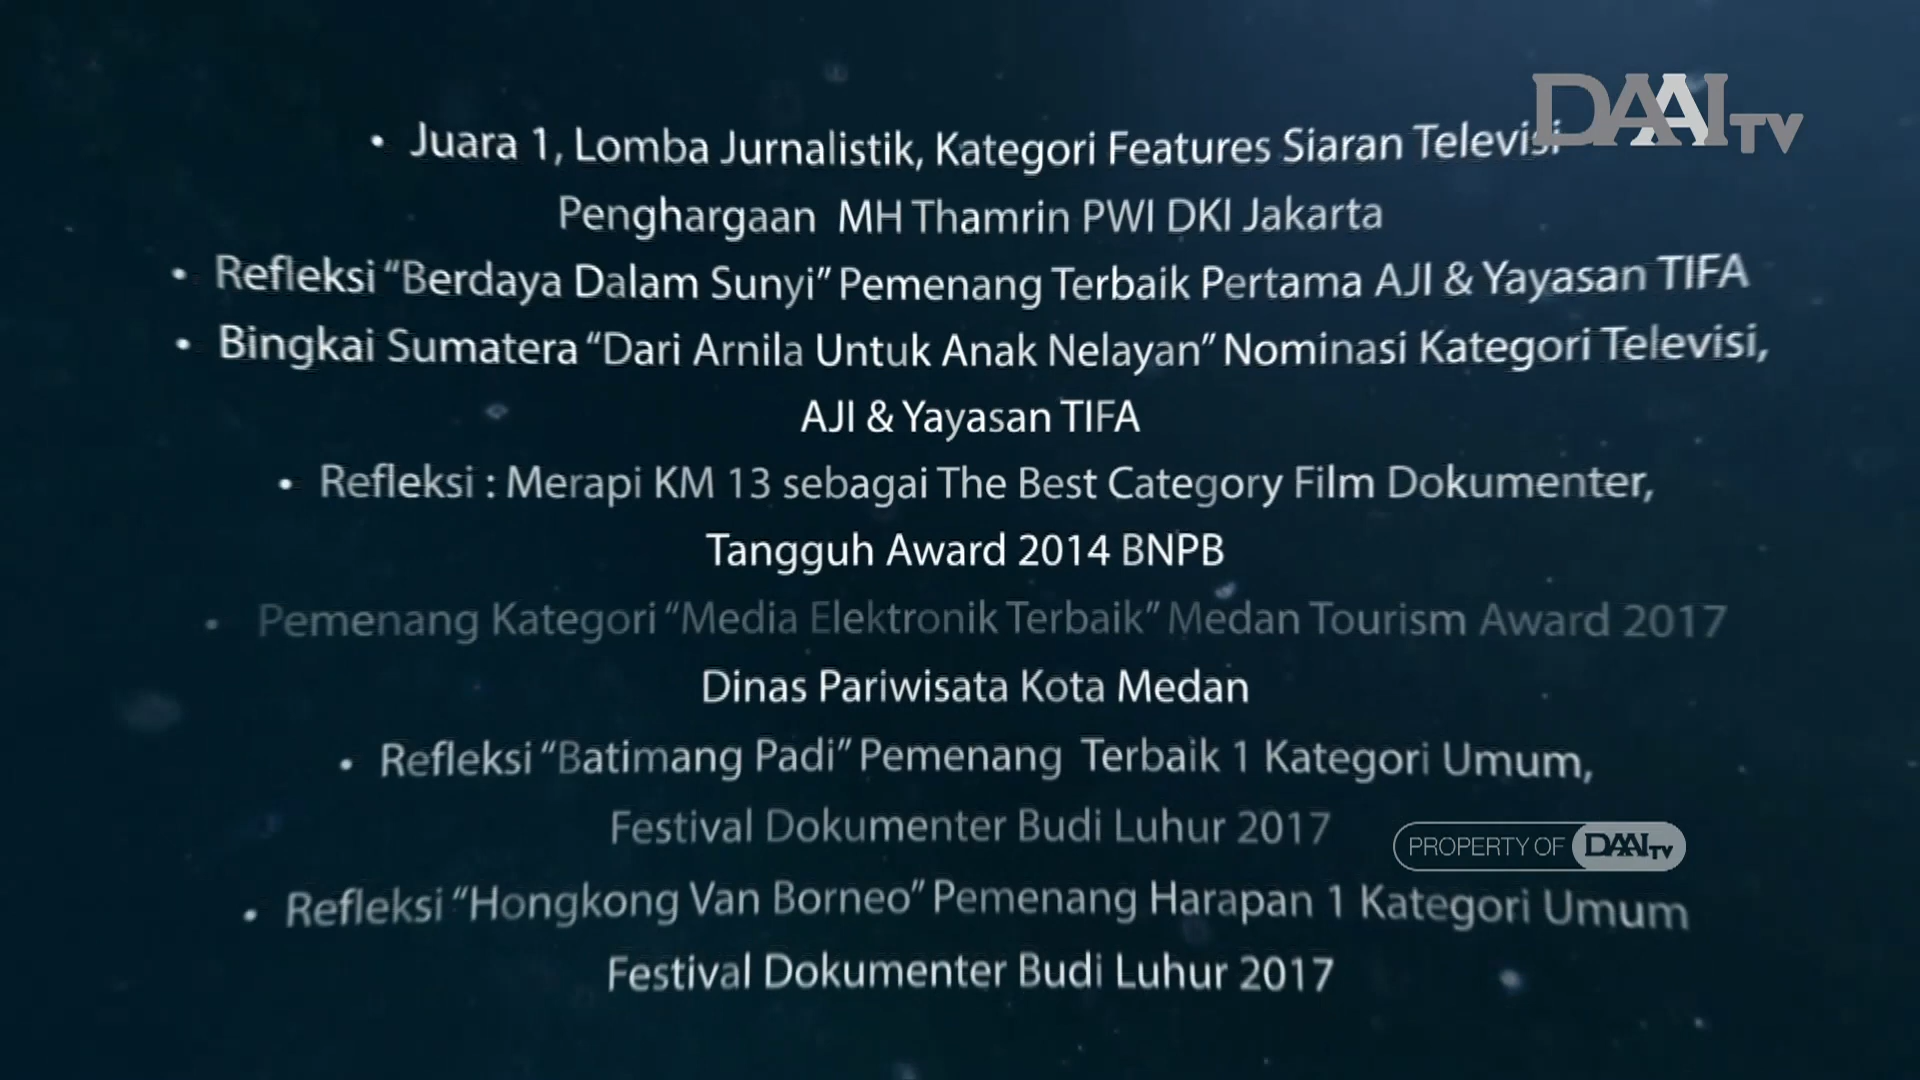 DAAI TV
• Juara 1, Lomba Jurnalistik, Kategori Features Siaran Televisi
Penghargaan MH Thamrin PWI DKI Jakarta
• Refleksi “Berdaya Dalam Sunyi” Pemenang Terbaik Pertama AJI & Yayasan TIFA
• Bingkai Sumatera “Dari Arnila Untuk Anak Nelayan” Nominasi Kategori Televisi,
AJI & Yayasan TIFA
• Refleksi : Merapi KM 13 sebagai The Best Category Film Dokumenter,
Tangguh Award 2014 BNPB
• Pemenang Kategori “Media Elektronik Terbaik” Medan Tourism Award 2017
Dinas Pariwisata Kota Medan
• Refleksi “Batimang Padi” Pemenang Terbaik 1 Kategori Umum,
Festival Dokumenter Budi Luhur 2017
PROPERTY OF DAAI TV
• Refleksi “Hongkong Van Borneo” Pemenang Harapan 1 Kategori Umum
Festival Dokumenter Budi Luhur 2017